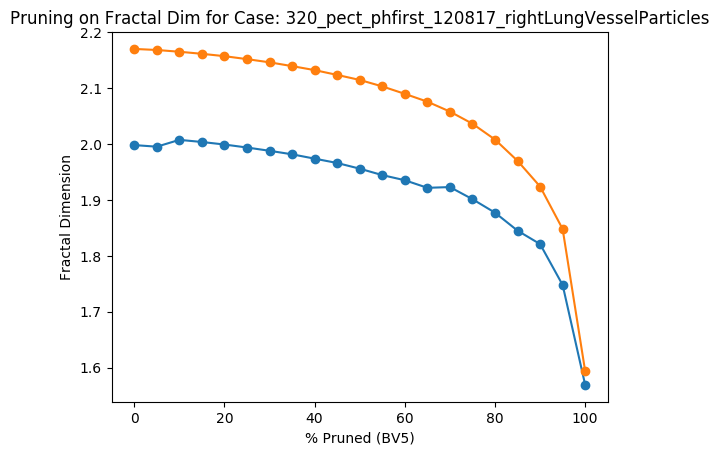 Pruning on Fractal Dim for Case: 320_pect_phfirst_120817_rightLungVesselParticles
2.2
2.1
2.0
1.9
1.8
1.7
1.6
Fractal Dimension
0 20 40 60 80 100
% Pruned (BV5)